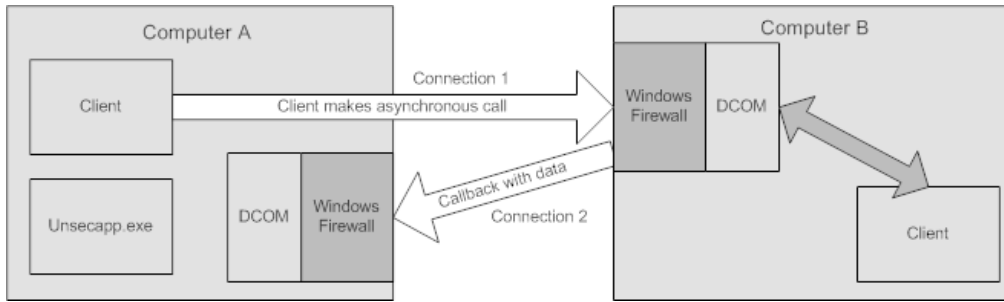 Computer A
Client
Unsecapp.exe
DCOM
Windows
Firewall
Connection 1
Client makes asynchronous call
Callback with data
Connection 2
Computer B
Windows
Firewall
DCOM
Client